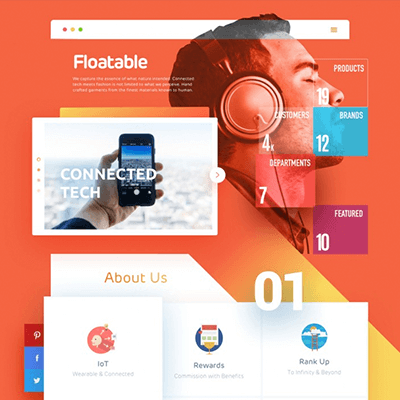 Floatable
We capture the essence of what nature invented. Connected
tech meets fashion is not limited to what we perceive. Hand
crafted garments from the finest materials known to human.
PRODUCTS
19
CUSTOMERS
4K
BRANDS
12
DEPARTMENTS
7
FEATURED
10
CONNECTED
TECH
About Us
01
IoT
Wearable & Connected
Rewards
Commission with Benefits
Rank Up
To Infinity & Beyond